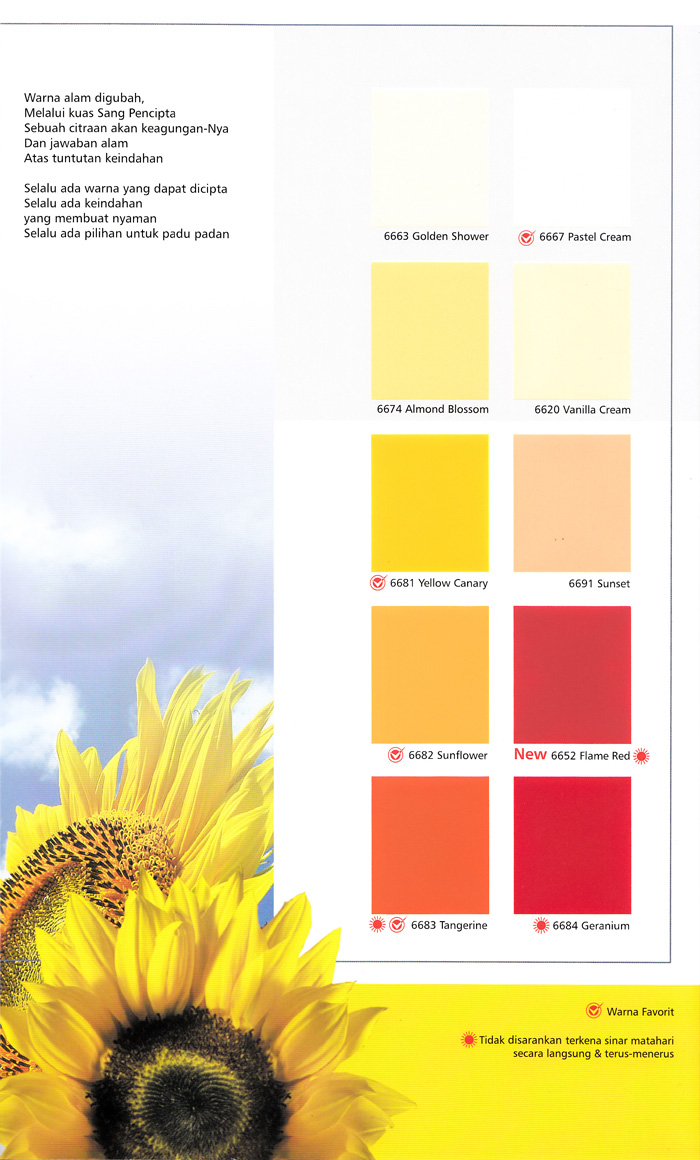 Warna alam digubah,
Melalui kuas Sang Pencipta
Sebuah citraan akan keagungan-Nya
Dan jawaban alam
Atas tuntutan keindahan
Selalu ada warna yang dapat dicipta
Selalu ada keindahan
yang membuat nyaman
Selalu ada pilihan untuk padu padan
6663 Golden Shower
6667 Pastel Cream
6674 Almond Blossom
6620 Vanilla Cream
6681 Yellow Canary
6691 Sunset
6682 Sunflower
New 6652 Flame Red
6683 Tangerine
6684 Geranium
Warna Favorit
Tidak disarankan terkena sinar matahari
secara langsung & terus-menerus